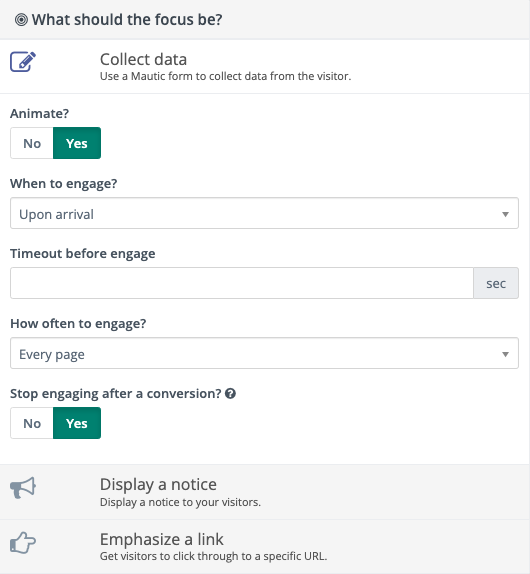 What should the focus be?
Collect data
Use a Mautic form to collect data from the visitor.
Animate?
No Yes
When to engage?
Upon arrival
Timeout before engage
sec
How often to engage?
Every page
Stop engaging after a conversion?
No Yes
Display a notice
Display a notice to your visitors.
Emphasize a link
Get visitors to click through to a specific URL.